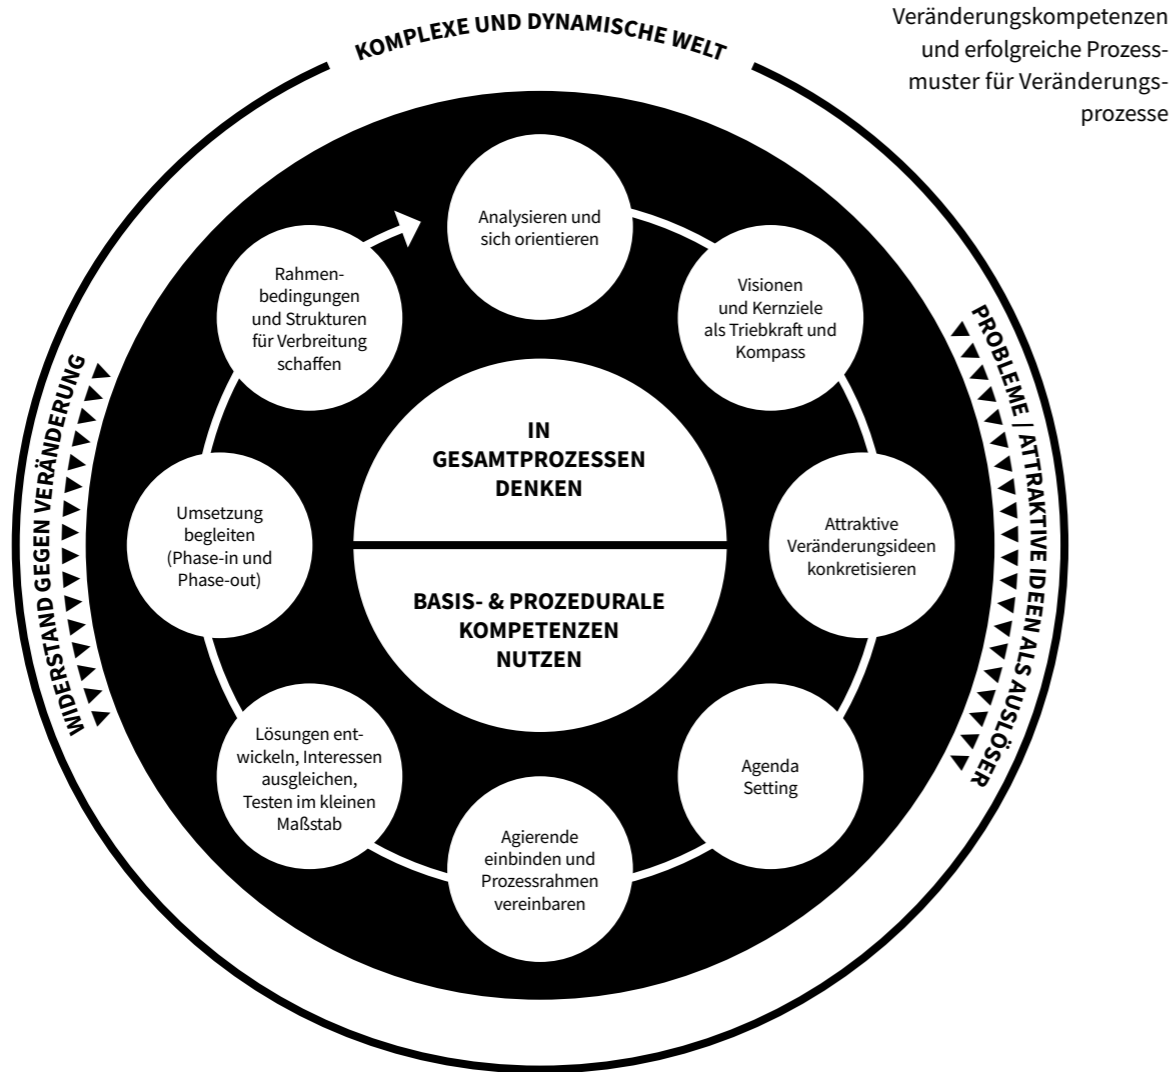 Veränderungskompetenzen
und erfolgreiche Prozess-
muster für Veränderungs-
prozesse
KOMPLEXE UND DYNAMISCHE WELT
PROBLEME / ATTRAKTIVE IDEEN ALS AUSLÖSER
WIDERSTAND GEGEN VERÄNDERUNG
Analysieren und
sich orientieren
Visionen
und Kernziele
als Triebkraft und
Kompass
Attraktive
Veränderungsideen
konkretisieren
Agenda
Setting
Agierende
einbinden und
Prozessrahmen
vereinbaren
Lösungen ent-
wickeln, Interessen
ausgleichen,
Testen im kleinen
Maßstab
Umsetzung
begleiten
(Phase-in und
Phase-out)
Rahmen-
bedingungen
und Strukturen
für Verbreitung
schaffen
IN
GESAMTPROZESSEN
DENKEN
BASIS- & PROZEDURALE
KOMPETENZEN
NUTZEN